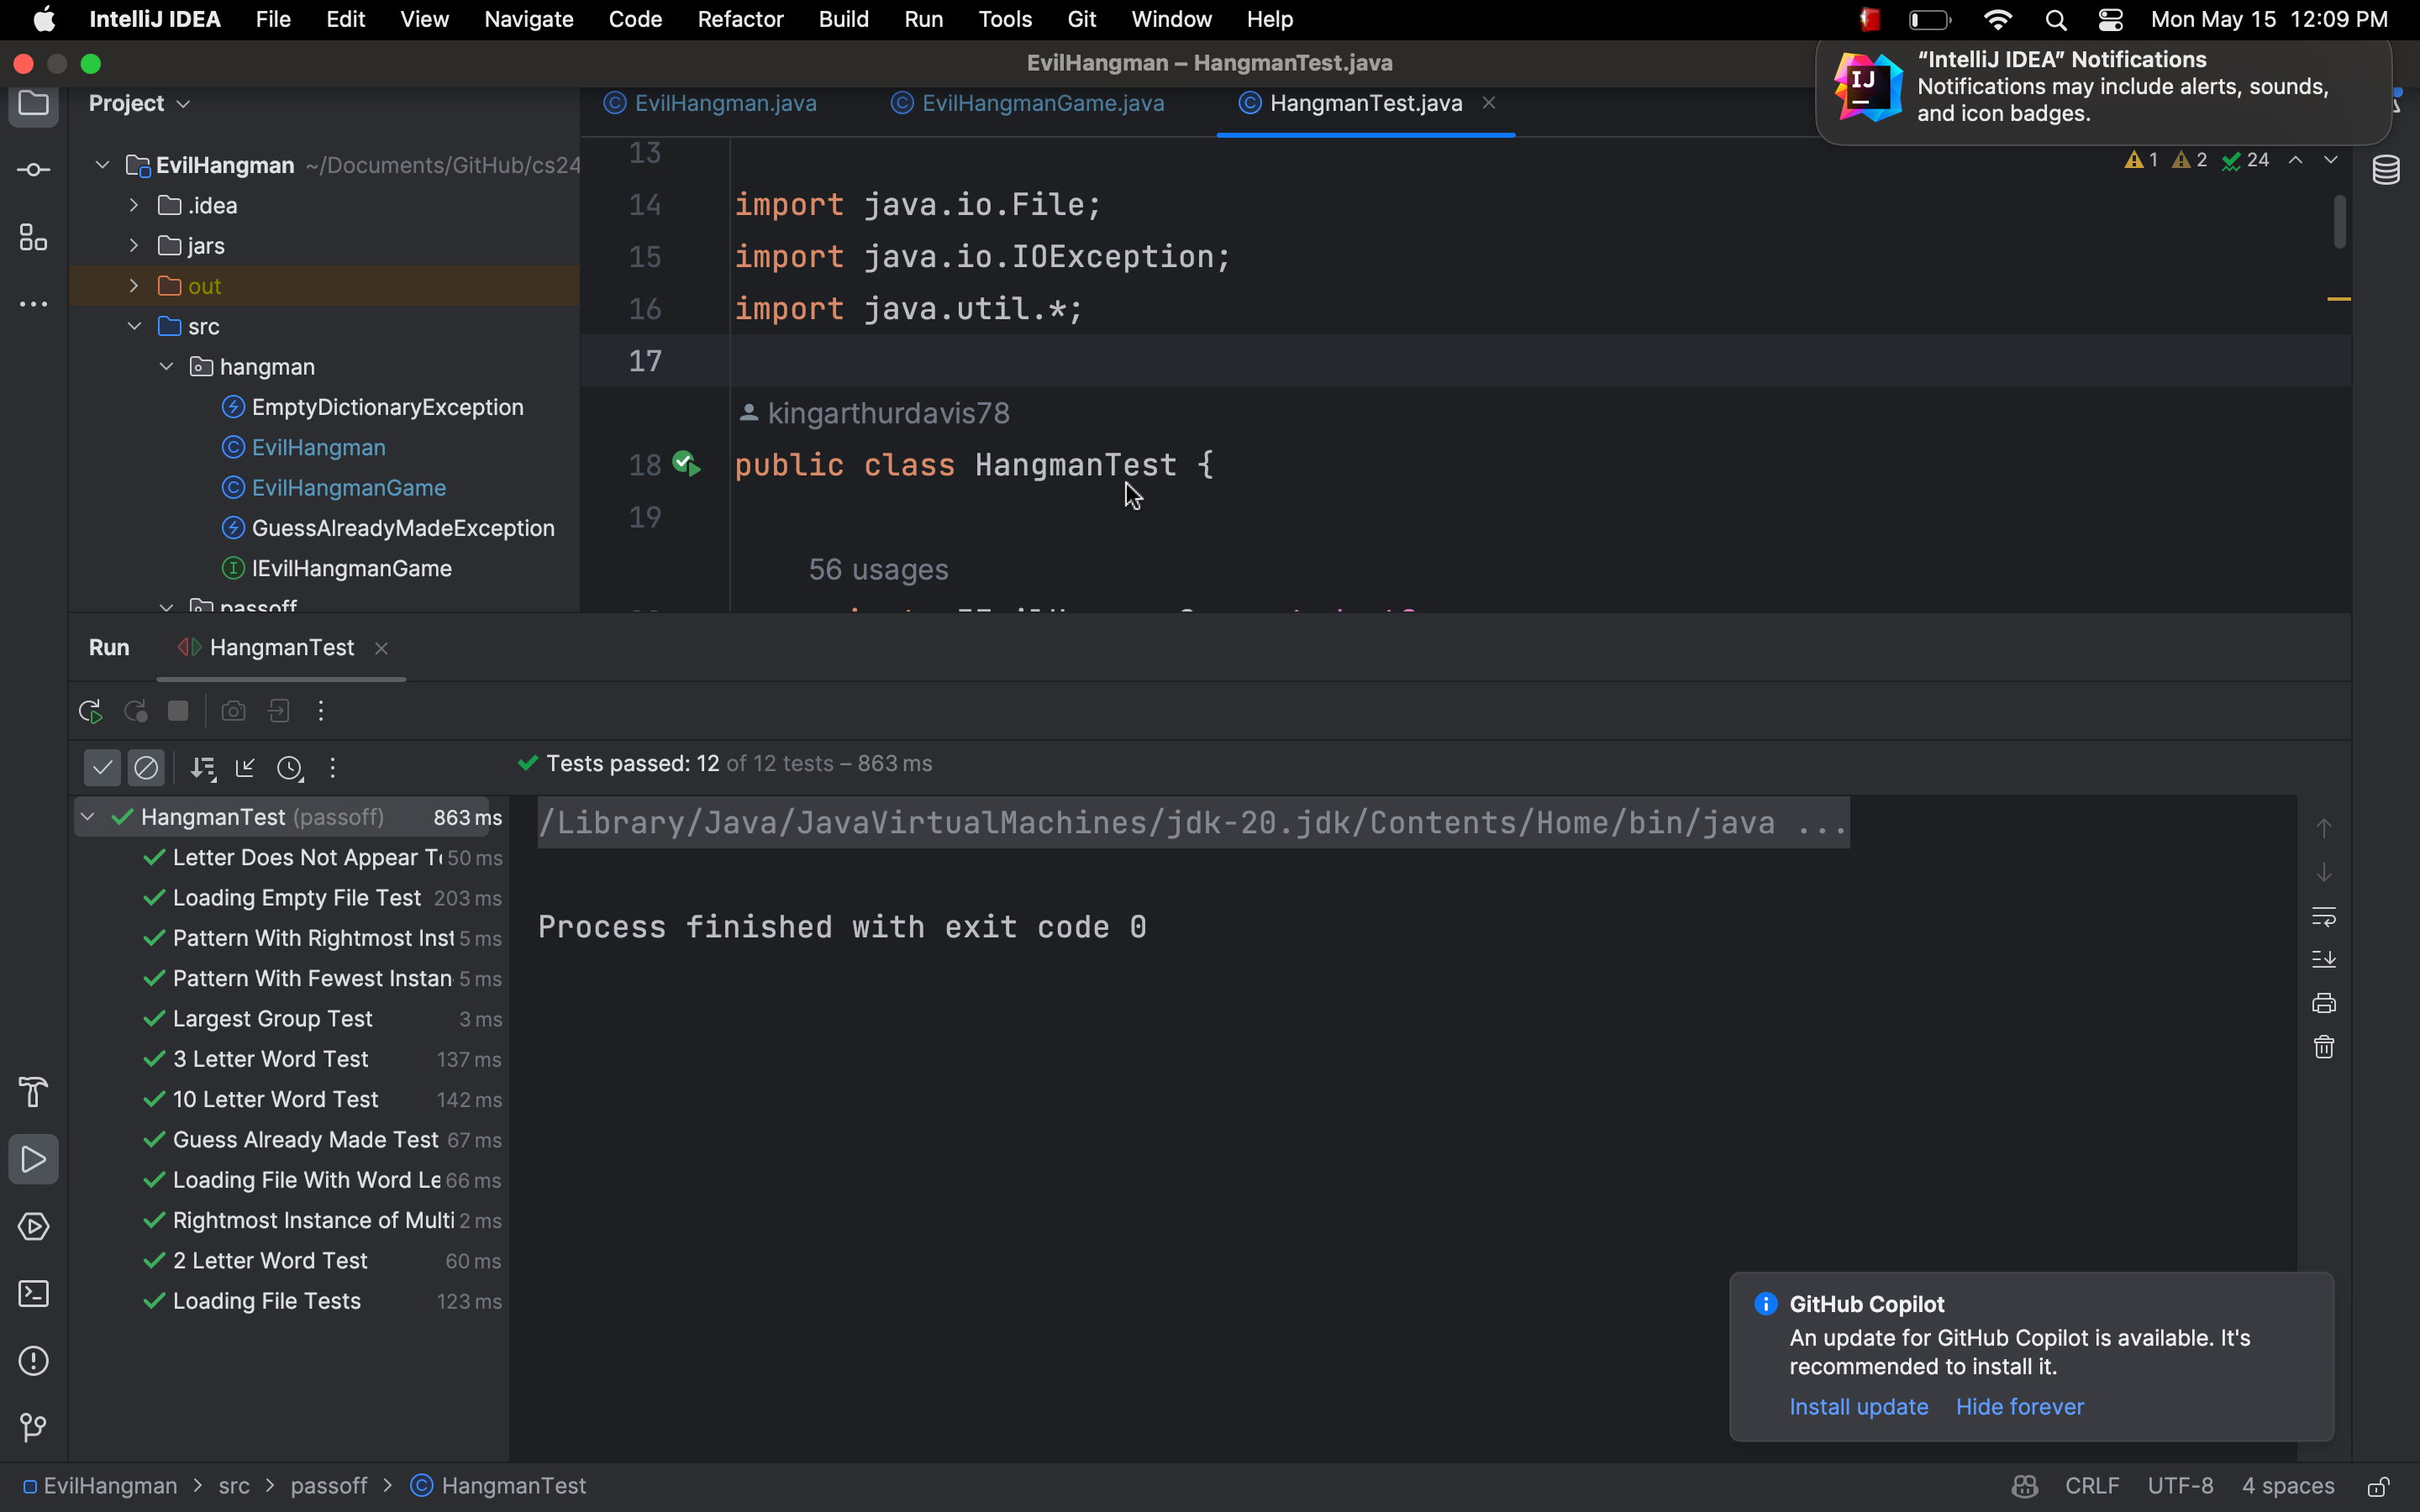 IntelliJ IDEA File Edit View Navigate Code Refactor Build Run Tools Git Window Help Mon May 15 12:09 PM
EvilHangman – HangmanTest.java
“IntelliJ IDEA” Notifications
Notifications may include alerts, sounds,
and icon badges.
Project
EvilHangman.java EvilHangmanGame.java HangmanTest.java
EvilHangman ~/Documents/GitHub/cs24
.idea
jars
out
src
hangman
EmptyDictionaryException
EvilHangman
EvilHangmanGame
GuessAlreadyMadeException
IEvilHangmanGame
passoff
1 2 24
13
14 import java.io.File;
15 import java.io.IOException;
16 import java.util.*;
17
kingarthurdavis78
18 public class HangmanTest {
19
56 usages
Run HangmanTest
Tests passed: 12 of 12 tests – 863 ms
HangmanTest (passoff) 863 ms
Letter Does Not Appear Te 50 ms
Loading Empty File Test 203 ms
Pattern With Rightmost Inst 5 ms
Pattern With Fewest Instan 5 ms
Largest Group Test 3 ms
3 Letter Word Test 137 ms
10 Letter Word Test 142 ms
Guess Already Made Test 67 ms
Loading File With Word Le 66 ms
Rightmost Instance of Multi 2 ms
2 Letter Word Test 60 ms
Loading File Tests 123 ms
/Library/Java/JavaVirtualMachines/jdk-20.jdk/Contents/Home/bin/java ...
Process finished with exit code 0
GitHub Copilot
An update for GitHub Copilot is available. It's
recommended to install it.
Install update Hide forever
EvilHangman > src > passoff > HangmanTest
CRLF UTF-8 4 spaces